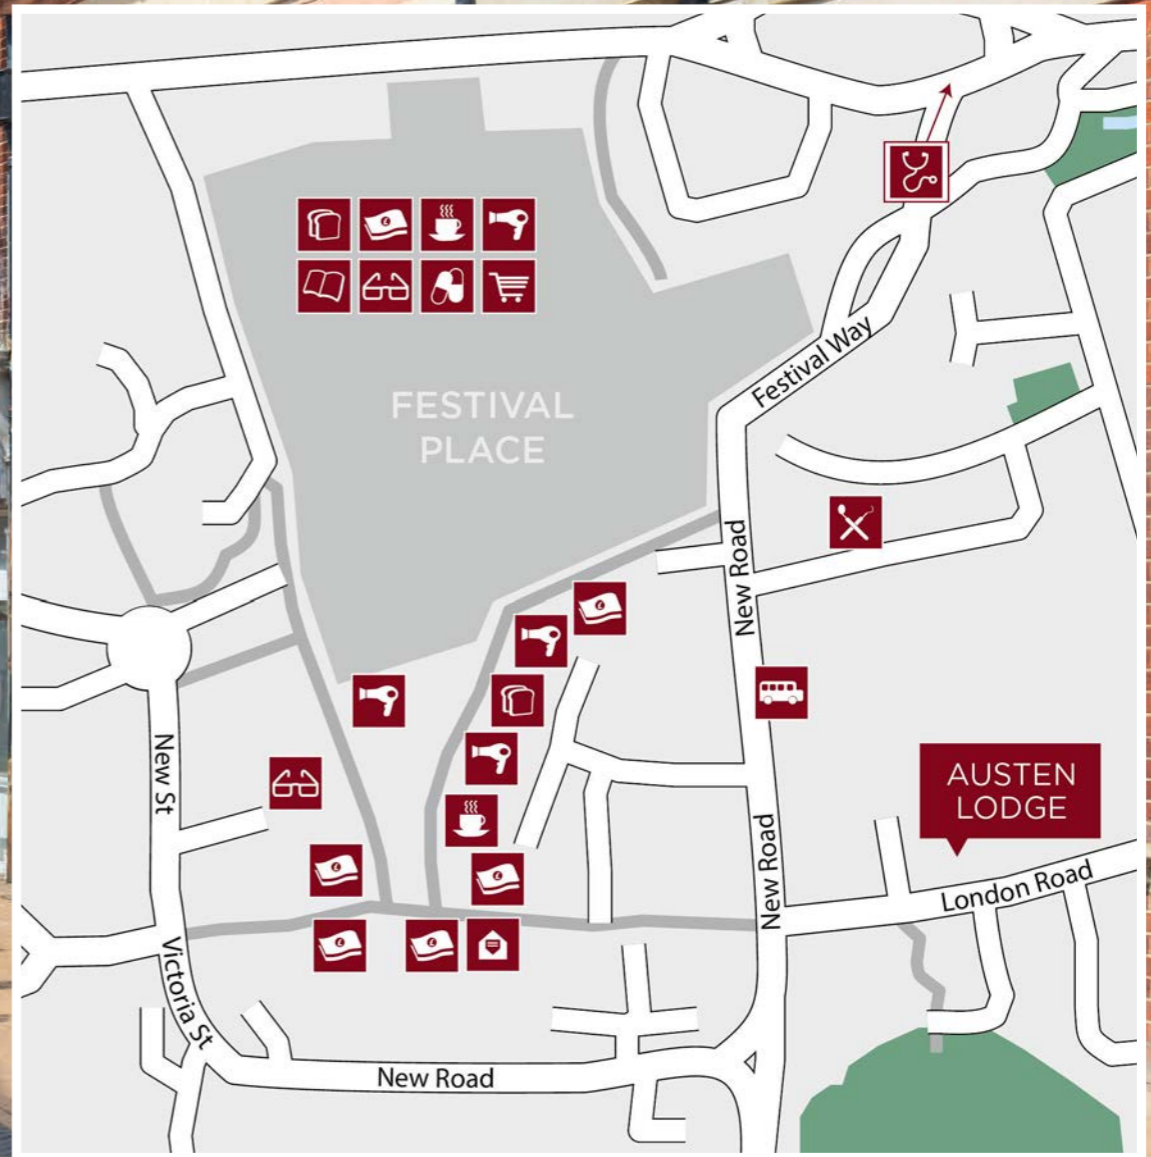 FESTIVAL
PLACE
Festival Way
New Road
New St
AUSTEN
LODGE
New Road
London Road
Victoria St
New Road